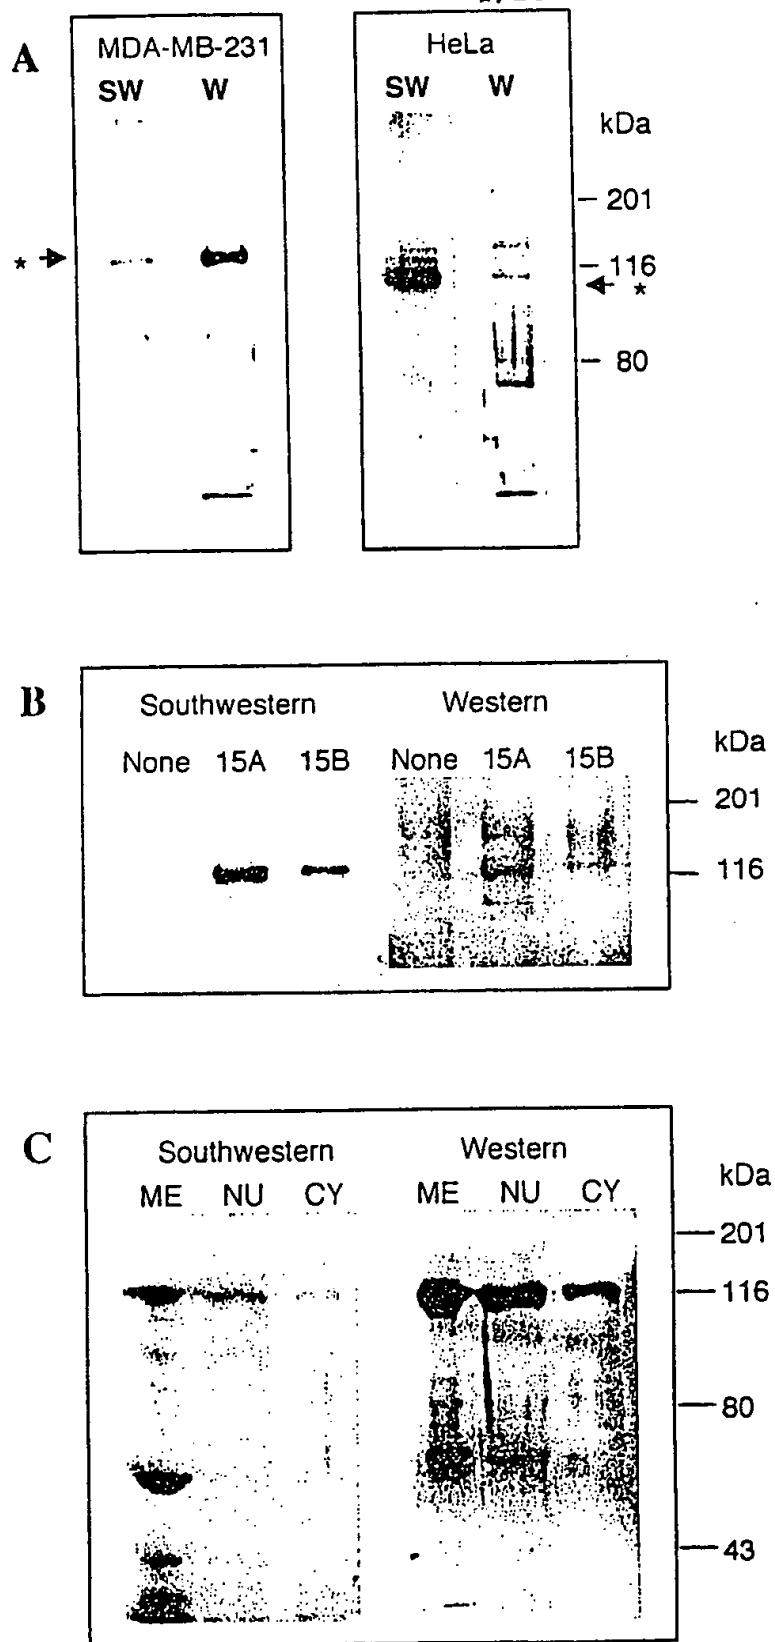 A
MDA-MB-231
HeLa
SW W
SW W
kDa
201
* 116
*
80
B
Southwestern Western
None 15A 15B None 15A 15B
kDa
201
116
C
Southwestern Western
ME NU CY ME NU CY
kDa
201
116
80
43